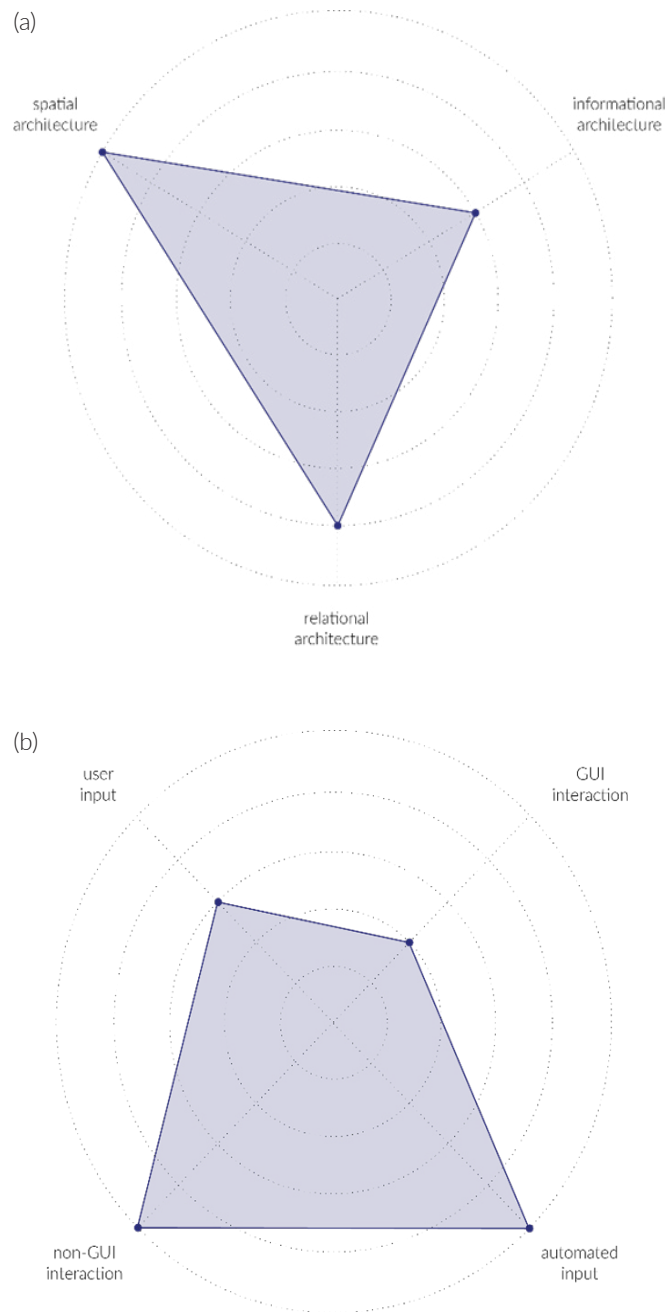 (a)
spatial
architecture
informational
architecture
relational
architecture
(b)
user
input
GUI
interaction
non-GUI
interaction
automated
input